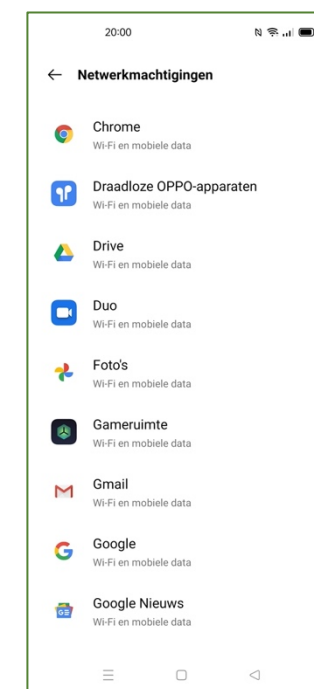 20:00
Netwerkmachtigingen
Chrome
Wi-Fi en mobiele data
Draadloze OPPO-apparaten
Wi-Fi en mobiele data
Drive
Wi-Fi en mobiele data
Duo
Wi-Fi en mobiele data
Foto's
Wi-Fi en mobiele data
Gameruimte
Wi-Fi en mobiele data
Gmail
Wi-Fi en mobiele data
Google
Wi-Fi en mobiele data
Google Nieuws
Wi-Fi en mobiele data